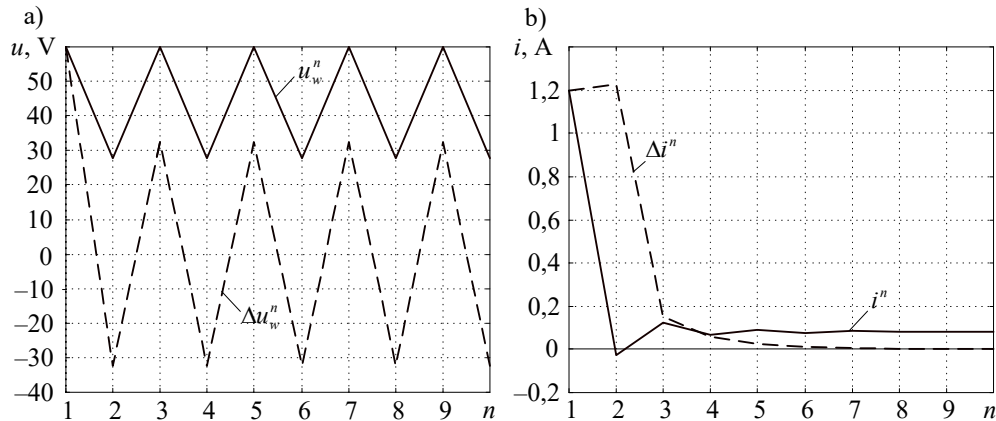 a)
u, V
50
40
30
20
10
0
–10
–20
–30
–40
1 2 3 4 5 6 7 8 9 n
u_w^n
Δu_w^n
b)
i, A
1,2
1
0,8
0,6
0,4
0,2
0
–0,2
1 2 3 4 5 6 7 8 9 n
Δi^n
i^n